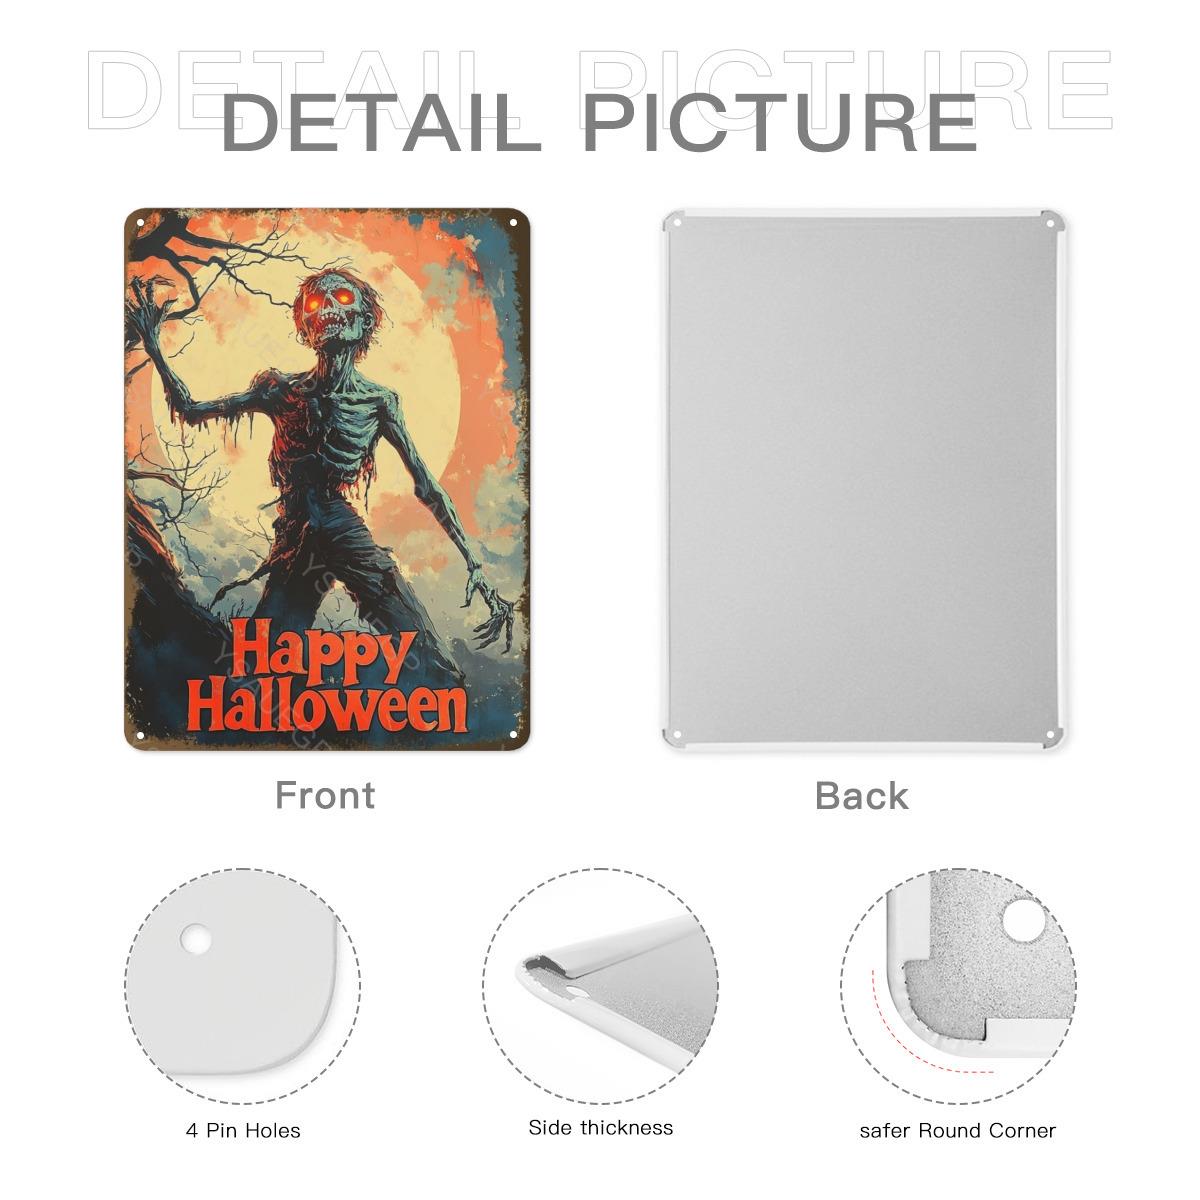 DETAIL PICTURE
DETAIL PICTURE
Happy
Halloween
Front
Back
4 Pin Holes
Side thickness
safer Round Corner